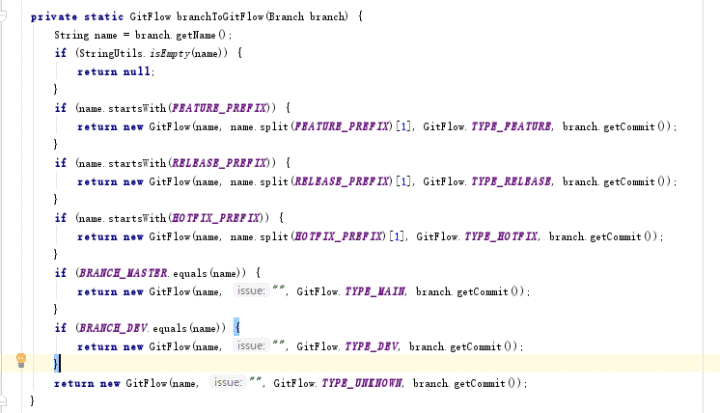 private static GitFlow branchToGitFlow(Branch branch) {
String name = branch.getName();
if (StringUtils.isEmpty(name)) {
return null;
}
if (name.startsWith(FEATURE_PREFIX)) {
return new GitFlow(name, name.split(FEATURE_PREFIX)[1], GitFlow.TYPE_FEATURE, branch.getCommit());
}
if (name.startsWith(RELEASE_PREFIX)) {
return new GitFlow(name, name.split(RELEASE_PREFIX)[1], GitFlow.TYPE_RELEASE, branch.getCommit());
}
if (name.startsWith(HOTFIX_PREFIX)) {
return new GitFlow(name, name.split(HOTFIX_PREFIX)[1], GitFlow.TYPE_HOTFIX, branch.getCommit());
}
if (BRANCH_MASTER.equals(name)) {
return new GitFlow(name, issue: "", GitFlow.TYPE_MAIN, branch.getCommit());
}
if (BRANCH_DEV.equals(name)) {
return new GitFlow(name, issue: "", GitFlow.TYPE_DEV, branch.getCommit());
}
return new GitFlow(name, issue: "", GitFlow.TYPE_UNKNOWN, branch.getCommit());
}